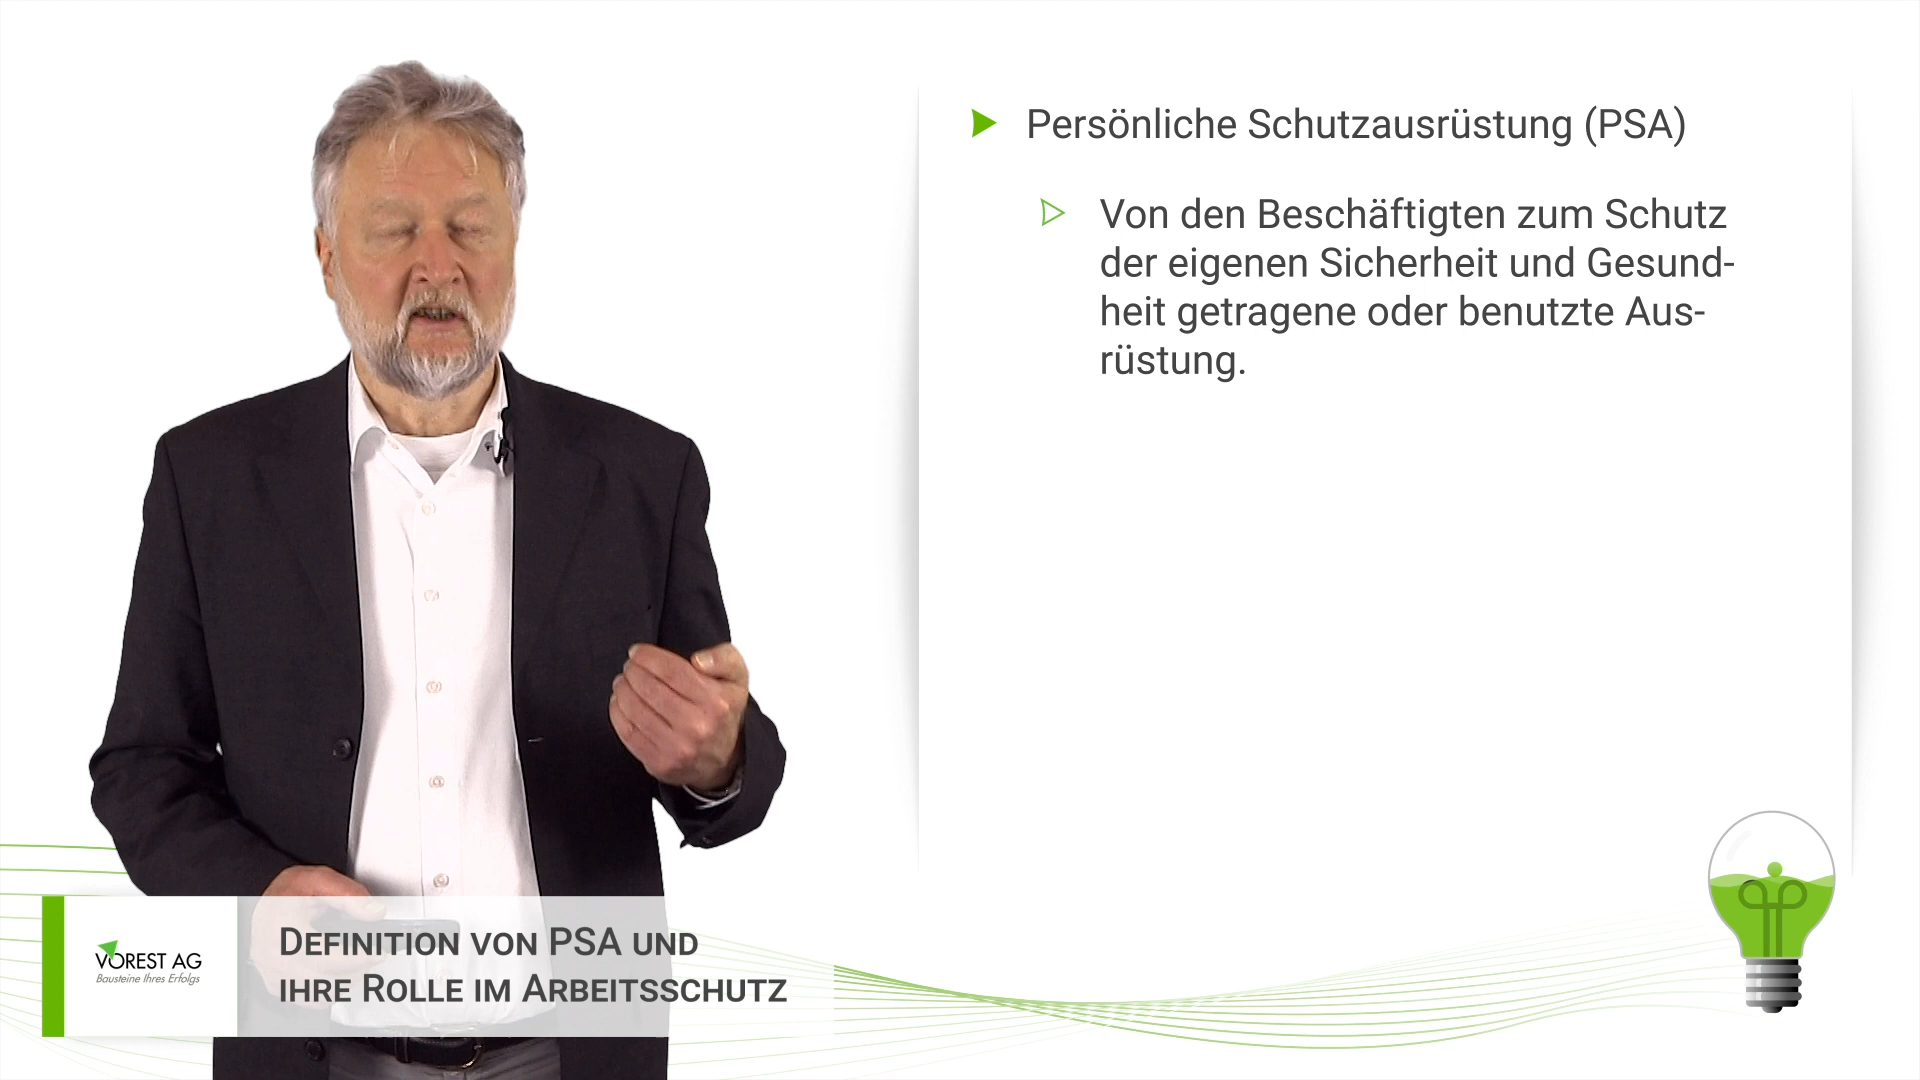 Persönliche Schutzausrüstung (PSA)
Von den Beschäftigten zum Schutz
der eigenen Sicherheit und Gesund-
heit getragene oder benutzte Aus-
rüstung.
VOREST AG
Bausteine Ihres Erfolgs
Definition von PSA und
ihre Rolle im Arbeitsschutz